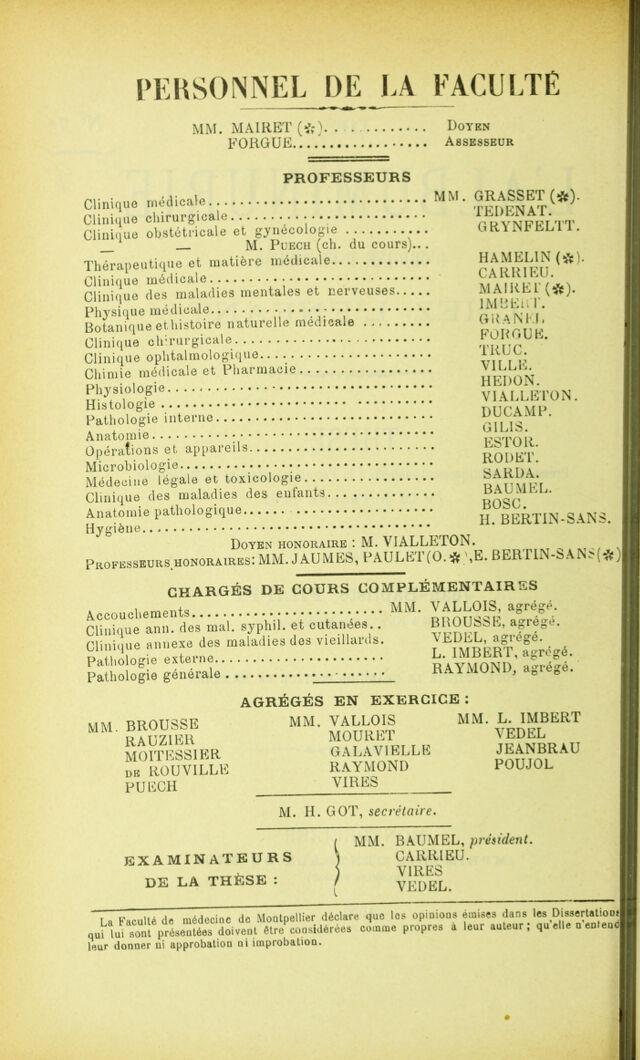 PERSONNEL DE LA FACULTÉ
MM. MAIRET (✻). . . . . . . . . . . . . DOYEN
FORGUE.................. ASSESSEUR
PROFESSEURS
Clinique médicale............................ MM. GRASSET (✻).
Clinique chirurgicale............................ TEDENAT.
Clinique obstétricale et gynécologie ........... GRYNFELTT.
— — M. PUECH (ch. du cours)...
Thérapeutique et matière médicale............. HAMELIN (✻).
Clinique médicale............................ CARRIEU.
Clinique des maladies mentales et nerveuses..... MAIRET (✻).
Physique médicale............................ IMBERT.
Botanique et histoire naturelle médicale ......... GRANEL
Clinique chirurgicale.......................... FORGUE.
Clinique ophtalmologique...................... TRUC.
Chimie médicale et Pharmacie................. VILLE.
Physiologie.................................. HEDON.
Histologie .................................. VIALLETON.
Pathologie interne............................ DUCAMP.
Anatomie.................................... GILIS.
Opérations et appareils........................ ESTOR.
Microbiologie................................ RODET.
Médecine légale et toxicologie................. SARDA.
Clinique des maladies des enfants.............. BAUMEL.
Anatomie pathologique........................ BOSC.
Hygiène..................................... H. BERTIN-SANS.
DOYEN HONORAIRE : M. VIALLETON.
PROFESSEURS HONORAIRES: MM. JAUMES, PAULET (O. ✻), E. BERTIN-SANS (✻)
CHARGÉS DE COURS COMPLÉMENTAIRES
Accouchements......................... MM. VALLOIS, agrégé.
Clinique ann. des mal. syphil. et cutanées.. BROUSSE, agrégé.
Clinique annexe des maladies des vieillards. VEDEL, agrégé.
Pathologie externe...................... L. IMBERT, agrégé.
Pathologie générale ..................... RAYMOND, agrégé.
AGRÉGÉS EN EXERCICE :
MM. BROUSSE MM. VALLOIS MM. L. IMBERT
RAUZIER MOURET VEDEL
MOITESSIER GALAVIELLE JEANBRAU
DE ROUVILLE RAYMOND POUJOL
PUECH VIRES
M. H. GOT, secrétaire.
EXAMINATEURS
DE LA THÈSE :
MM. BAUMEL, président.
CARRIEU.
VIRES
VEDEL.
La Faculté de médecine de Montpellier déclare que les opinions émises dans les Dissertations
qui lui sont présentées doivent être considérées comme propres à leur auteur ; qu'elle n'entend
leur donner ni approbation ni improbation.